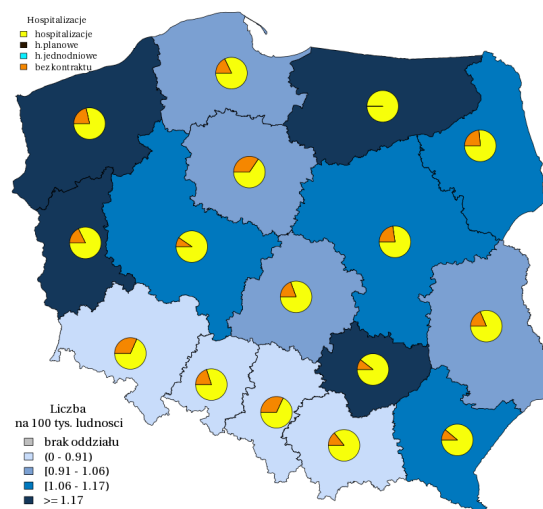 Hospitalizacje
hospitalizacje
h.planowe
h.jednodniowe
bez kontraktu
Liczba
na 100 tys. ludnosci
brak oddziału
(0 - 0.91)
[0.91 - 1.06)
[1.06 - 1.17)
>= 1.17